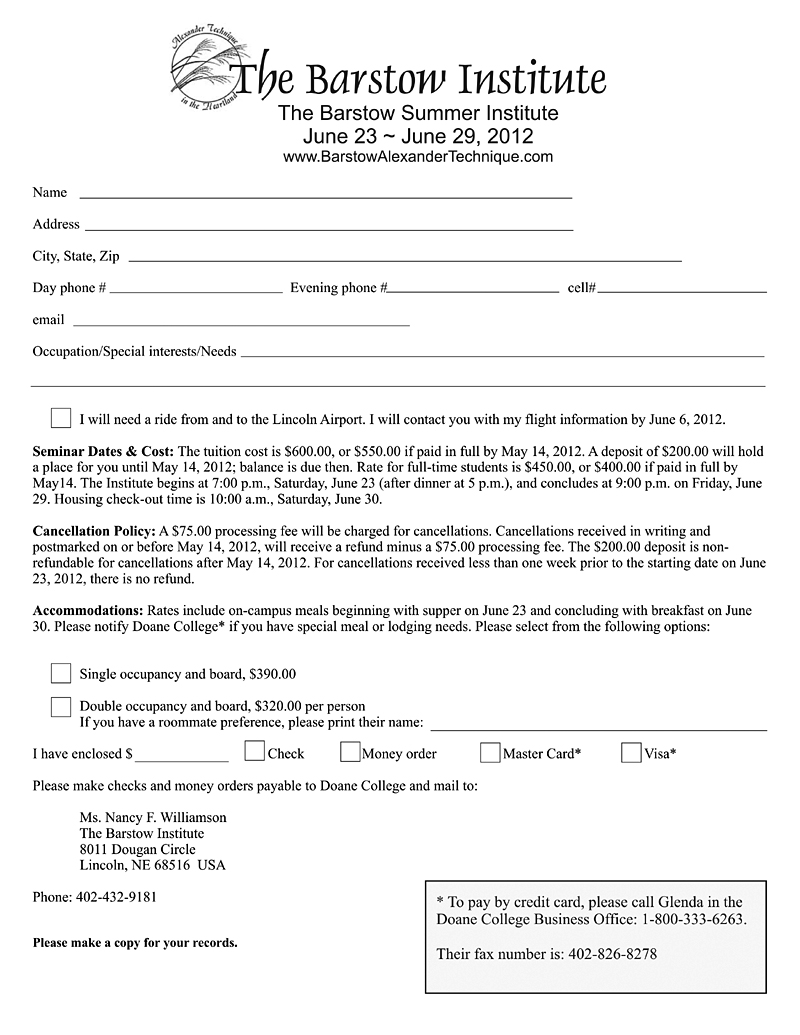 Alexander Technique
in the Heartland
The Barstow Institute
The Barstow Summer Institute
June 23 ~ June 29, 2012
www.BarstowAlexanderTechnique.com
Name
Address
City, State, Zip
Day phone # Evening phone # cell#
email
Occupation/Special interests/Needs
I will need a ride from and to the Lincoln Airport. I will contact you with my flight information by June 6, 2012.
Seminar Dates & Cost: The tuition cost is $600.00, or $550.00 if paid in full by May 14, 2012. A deposit of $200.00 will hold
a place for you until May 14, 2012; balance is due then. Rate for full-time students is $450.00, or $400.00 if paid in full by
May14. The Institute begins at 7:00 p.m., Saturday, June 23 (after dinner at 5 p.m.), and concludes at 9:00 p.m. on Friday, June
29. Housing check-out time is 10:00 a.m., Saturday, June 30.
Cancellation Policy: A $75.00 processing fee will be charged for cancellations. Cancellations received in writing and
postmarked on or before May 14, 2012, will receive a refund minus a $75.00 processing fee. The $200.00 deposit is non-
refundable for cancellations after May 14, 2012. For cancellations received less than one week prior to the starting date on June
23, 2012, there is no refund.
Accommodations: Rates include on-campus meals beginning with supper on June 23 and concluding with breakfast on June
30. Please notify Doane College* if you have special meal or lodging needs. Please select from the following options:
Single occupancy and board, $390.00
Double occupancy and board, $320.00 per person
If you have a roommate preference, please print their name:
I have enclosed $ Check Money order Master Card* Visa*
Please make checks and money orders payable to Doane College and mail to:
Ms. Nancy F. Williamson
The Barstow Institute
8011 Dougan Circle
Lincoln, NE 68516 USA
Phone: 402-432-9181
Please make a copy for your records.
* To pay by credit card, please call Glenda in the
Doane College Business Office: 1-800-333-6263.
Their fax number is: 402-826-8278